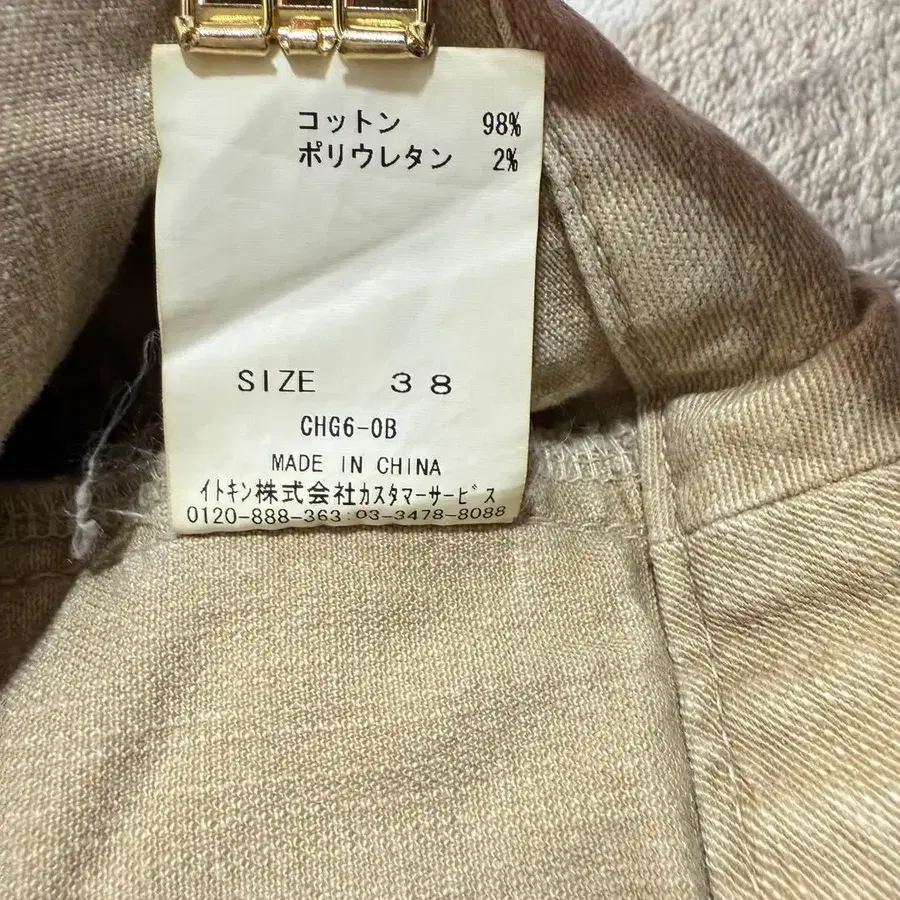 コットン 98%
ポリウレタン 2%
SIZE 38
CHG6-0B
MADE IN CHINA
イトキン株式会社カスタマーサービス
0120-888-363:03-3478-8088